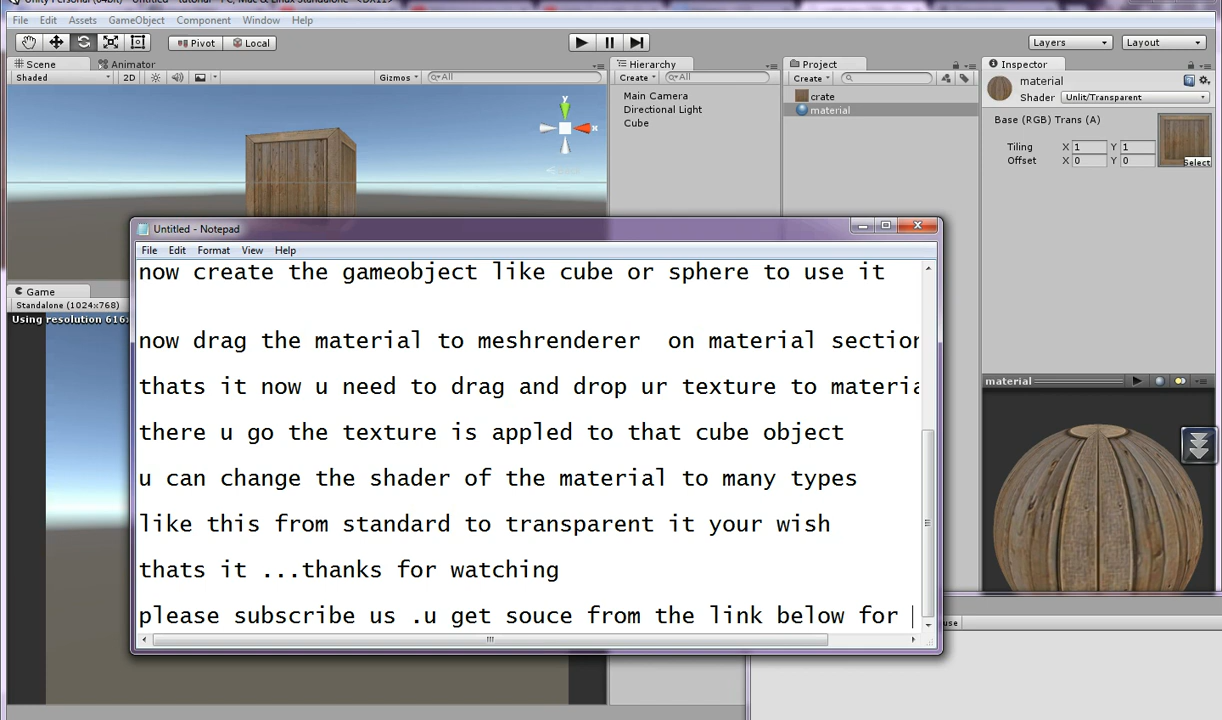 File Edit Assets GameObject Component Window Help
Pivot Local Layers Layout
Scene Animator
Shaded 2D Gizmos All
Hierarchy
Create All
Main Camera
Directional Light
Cube
Project
Create
crate
material
Inspector
material
Shader Unlit/Transparent
Base (RGB) Trans (A)
Tiling X 1 Y 1
Offset X 0 Y 0
Select
y
x
Game
Standalone (1024x768)
Using resolution 616x
Untitled - Notepad
File Edit Format View Help
now create the gameobject like cube or sphere to use it
now drag the material to meshrenderer on material section
thats it now u need to drag and drop ur texture to materia
there u go the texture is appled to that cube object
u can change the shader of the material to many types
like this from standard to transparent it your wish
thats it ...thanks for watching
please subscribe us .u get souce from the link below for
material